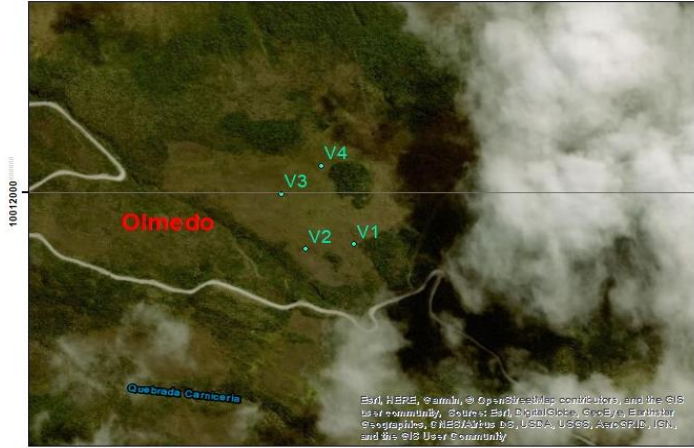 V4
V3
10012000
Olmedo
V2
V1
Quebrada Carniceria
Esri, HERE, Garmin, © OpenStreetMap contributors, and the GIS
user community, Source: Esri, DigitalGlobe, GeoEye, Earthstar
Geographics, CNES/Airbus DS, USDA, USGS, AeroGRID, IGN,
and the GIS User Community